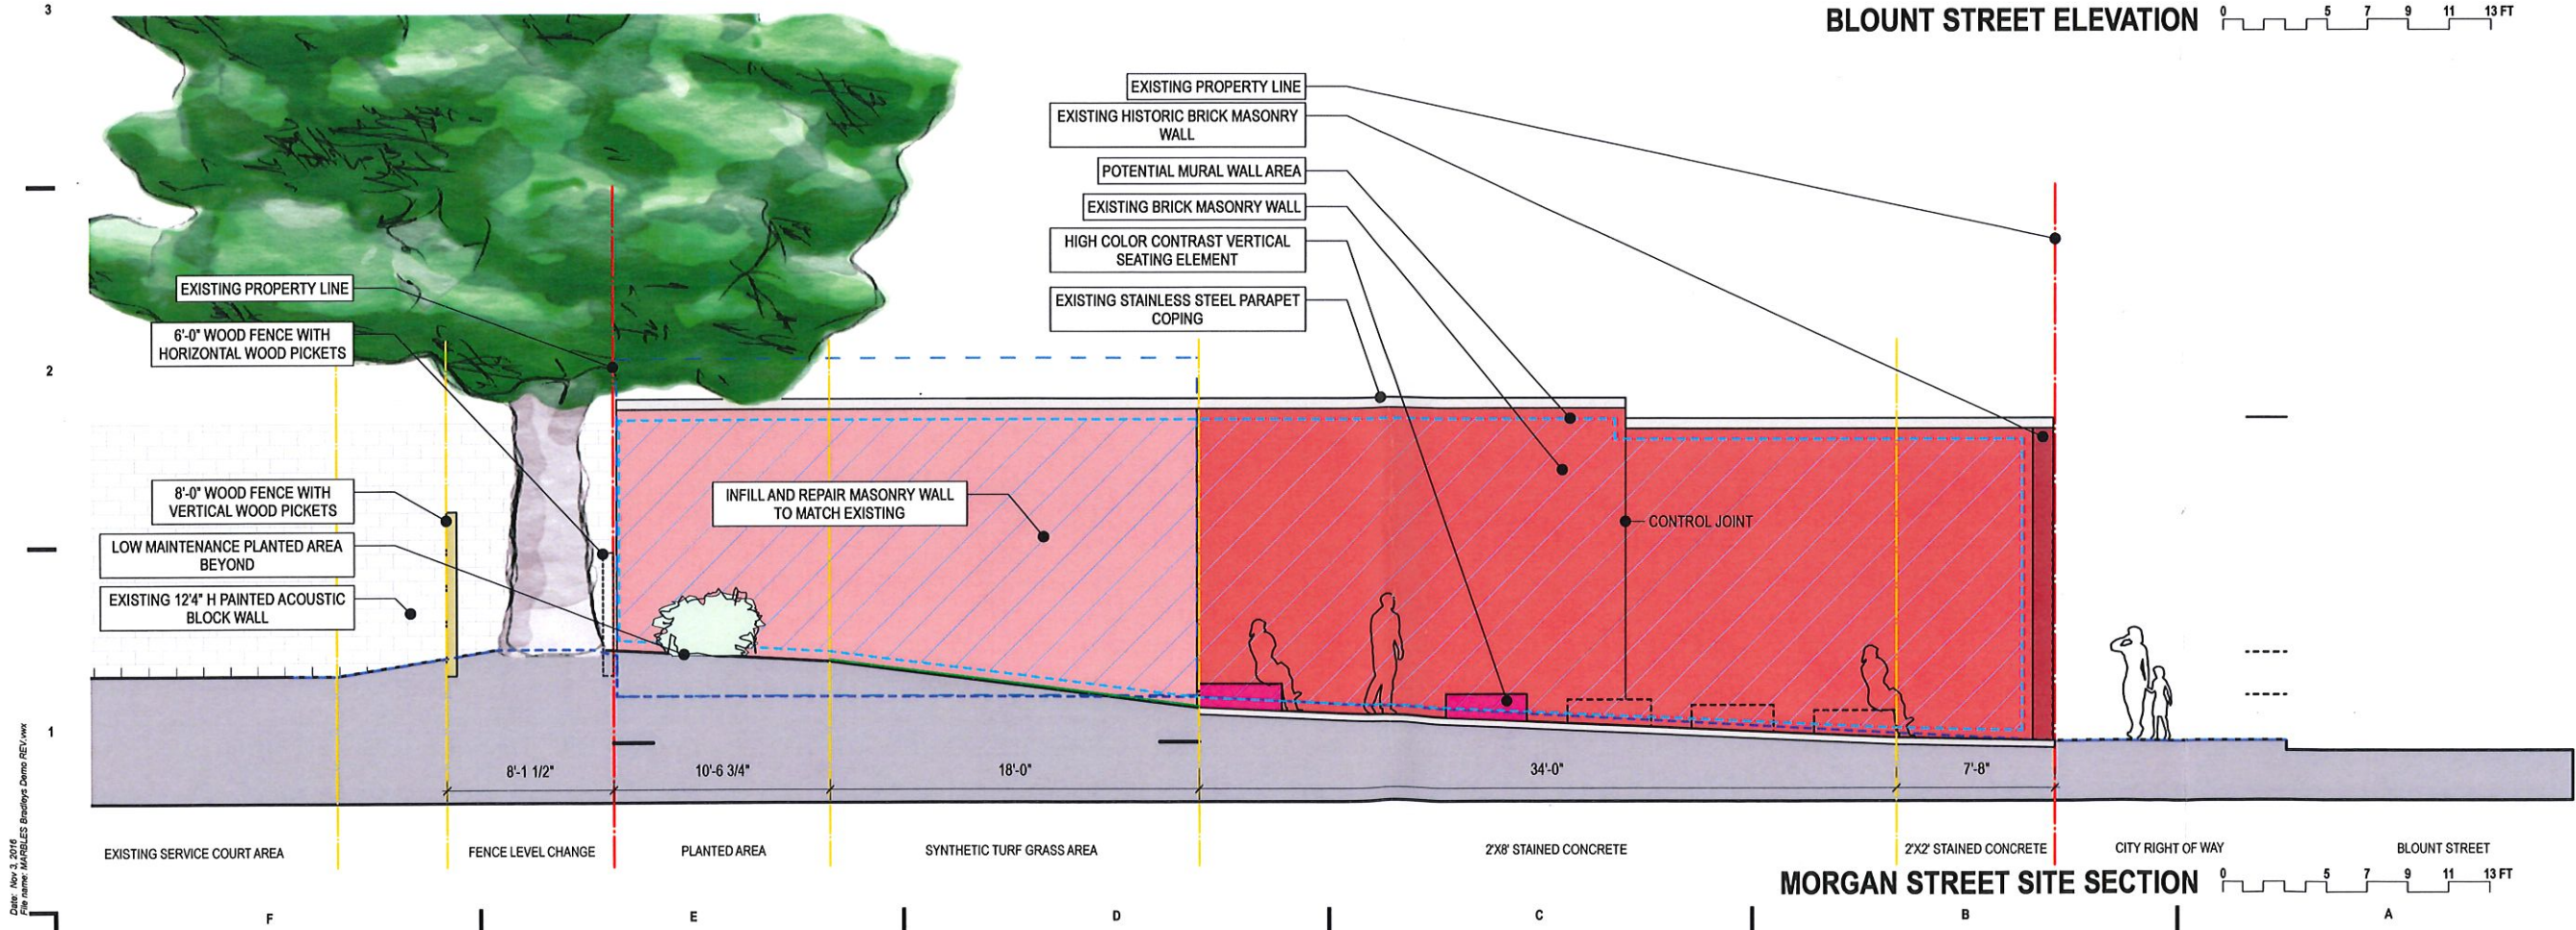 3
BLOUNT STREET ELEVATION
0 5 7 9 11 13 FT
EXISTING PROPERTY LINE
EXISTING HISTORIC BRICK MASONRY
WALL
POTENTIAL MURAL WALL AREA
EXISTING BRICK MASONRY WALL
HIGH COLOR CONTRAST VERTICAL
SEATING ELEMENT
EXISTING STAINLESS STEEL PARAPET
COPING
EXISTING PROPERTY LINE
6'-0" WOOD FENCE WITH
HORIZONTAL WOOD PICKETS
2
8'-0" WOOD FENCE WITH
VERTICAL WOOD PICKETS
LOW MAINTENANCE PLANTED AREA
BEYOND
EXISTING 12'4" H PAINTED ACOUSTIC
BLOCK WALL
INFILL AND REPAIR MASONRY WALL
TO MATCH EXISTING
CONTROL JOINT
1
8'-1 1/2"
10'-6 3/4"
18'-0"
34'-0"
7'-8"
EXISTING SERVICE COURT AREA
FENCE LEVEL CHANGE
PLANTED AREA
SYNTHETIC TURF GRASS AREA
2'X8' STAINED CONCRETE
2'X2' STAINED CONCRETE
CITY RIGHT OF WAY
BLOUNT STREET
MORGAN STREET SITE SECTION
0 5 7 9 11 13 FT
Date: Nov 3, 2016
File name: MARBLES Bradleys Demo REV.vwx
F
E
D
C
B
A